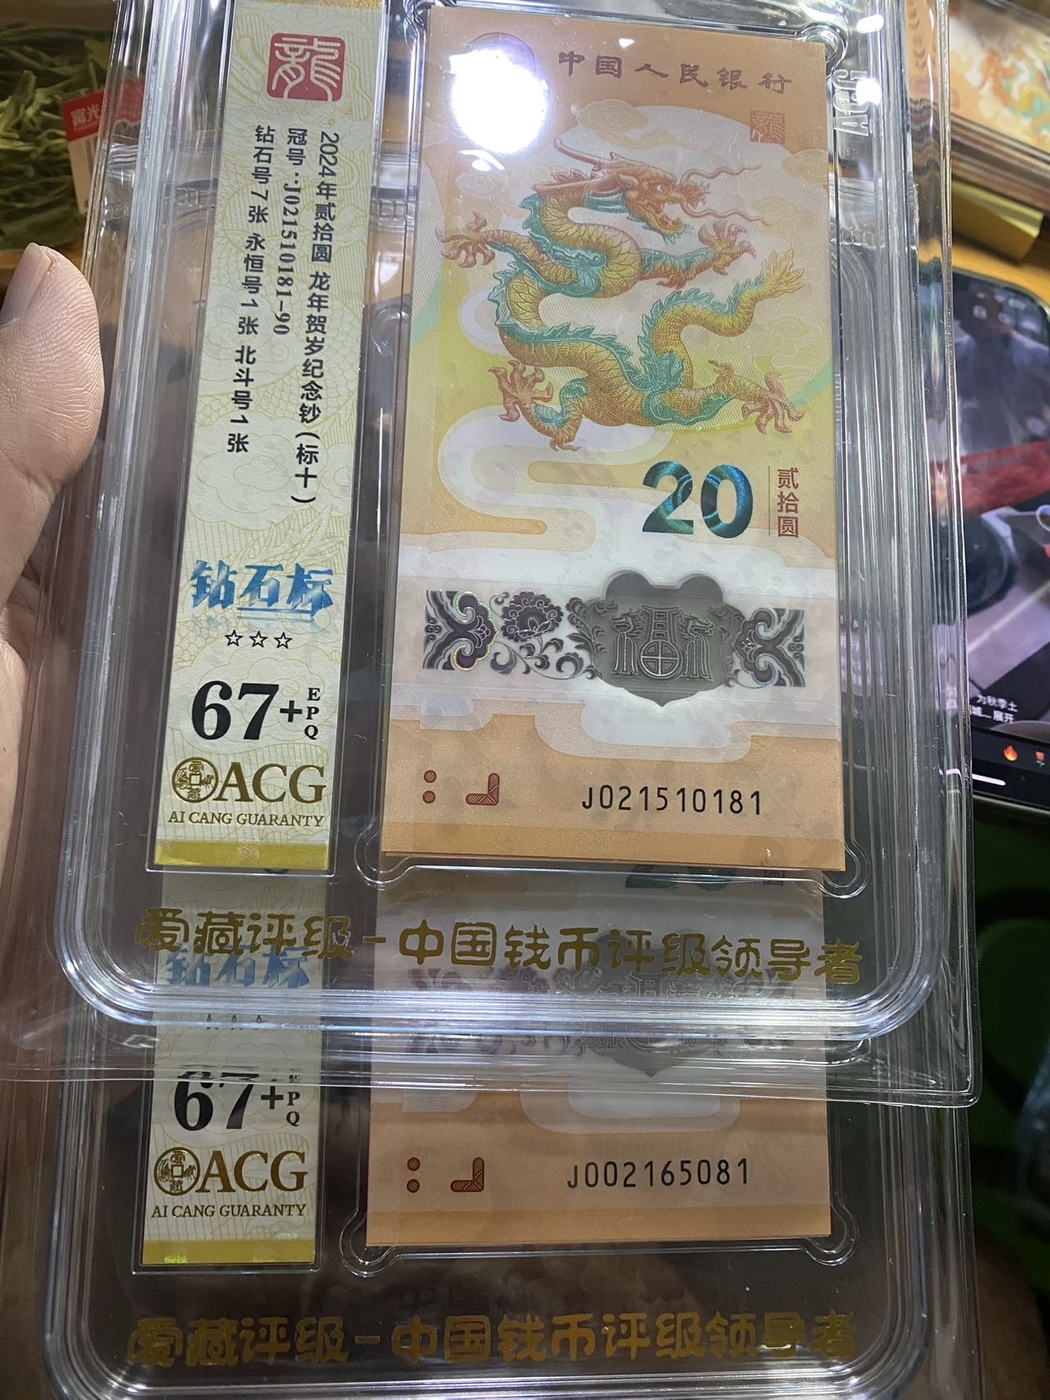 龍
2024年贰拾圆 龙年贺岁纪念钞(标十)
冠号:J021510181-90
钻石号7张 永恒号1张 北斗号1张
钻石标
☆☆☆
67+
EPQ
ACG
AI CANG GUARANTY
中国人民银行
20
贰拾圆
J021510181
爱藏评级-中国钱币评级领导者
钻石标
67+
EPQ
ACG
AI CANG GUARANTY
J002165081
爱藏评级-中国钱币评级领导者
富光
ACG